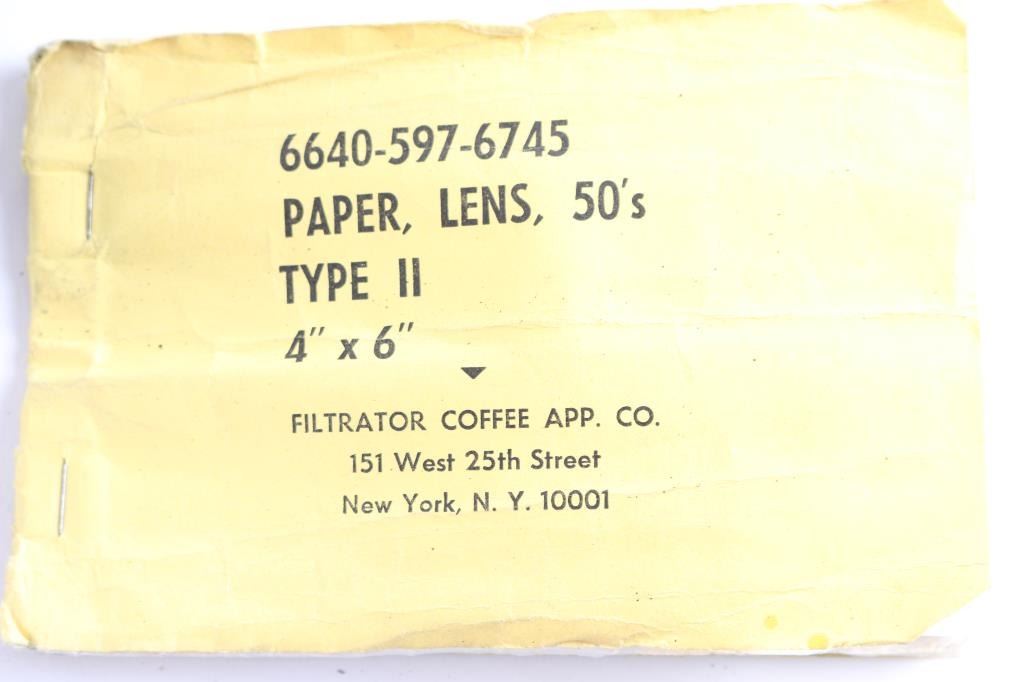 6640-597-6745
PAPER, LENS, 50's
TYPE II
4" x 6"
FILTRATOR COFFEE APP. CO.
151 West 25th Street
New York, N. Y. 10001